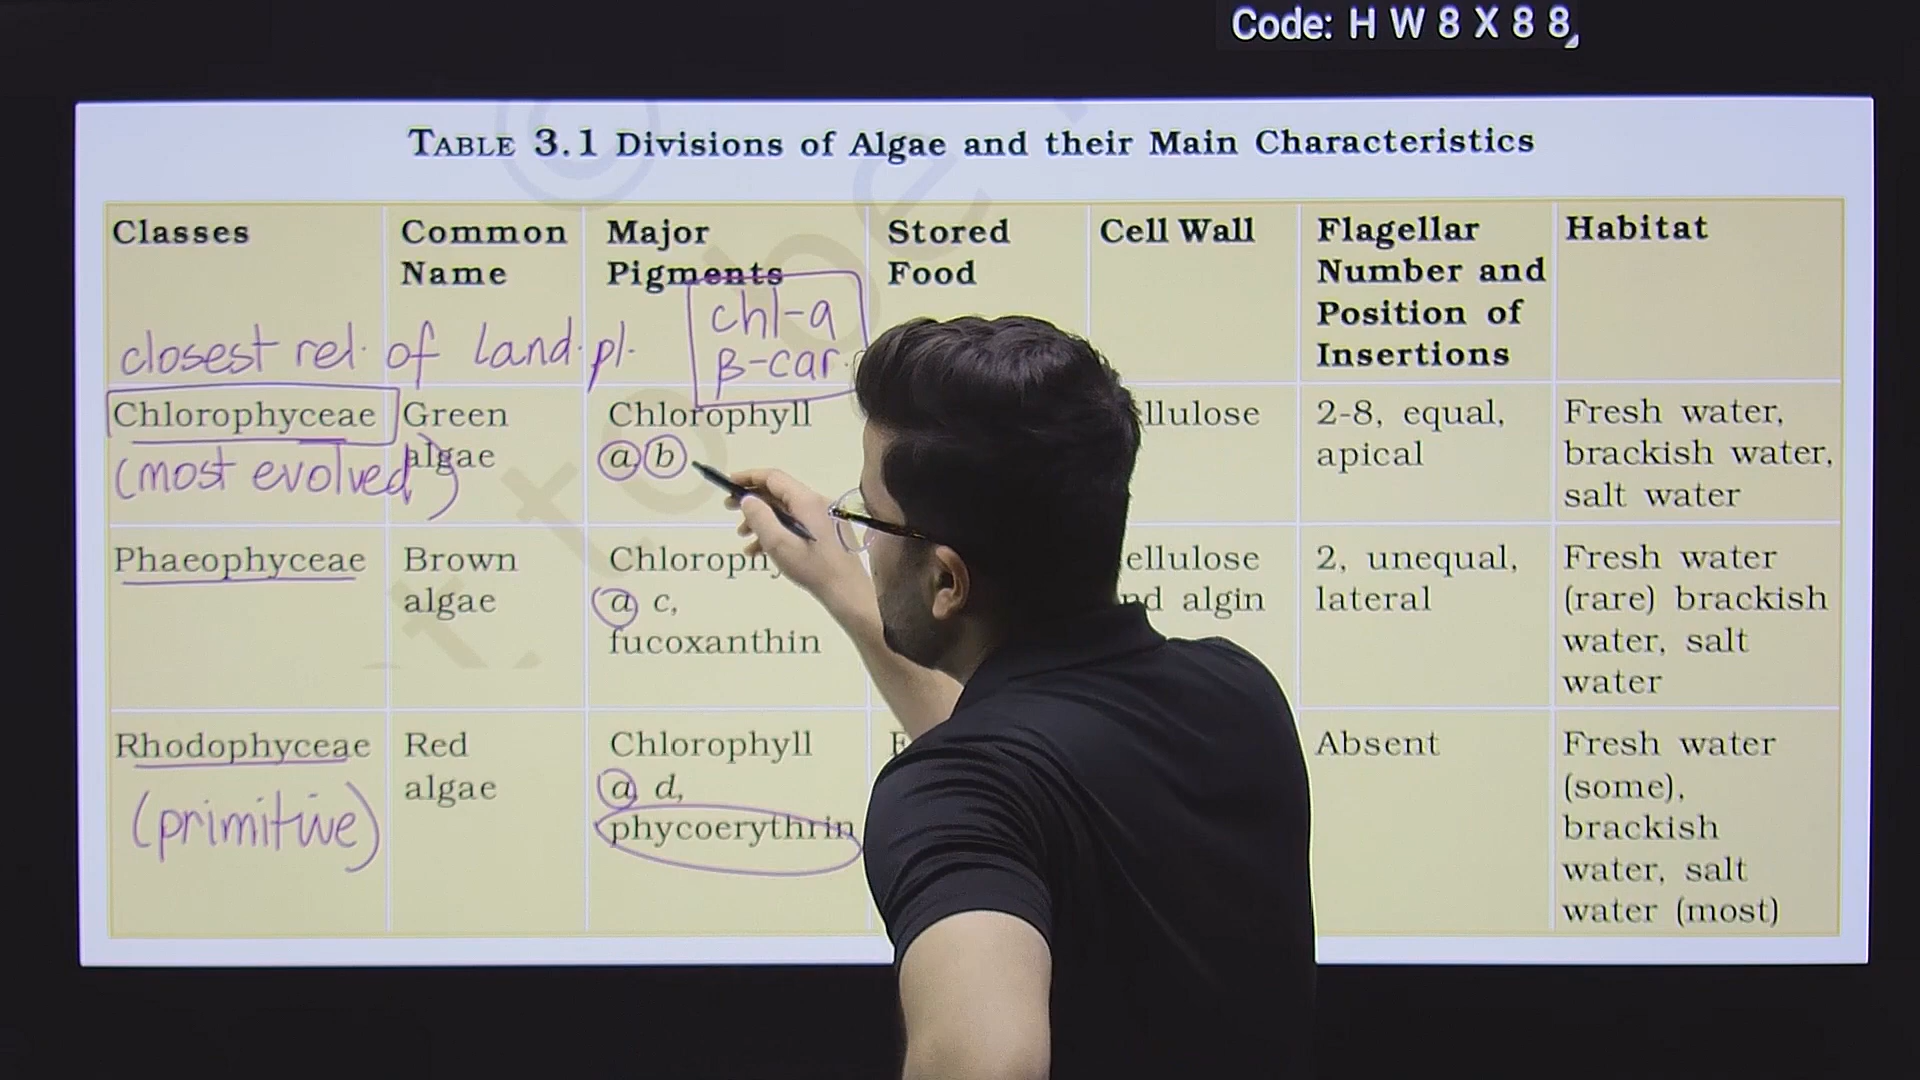 Code: H W 8 X 8 8
TABLE 3.1 Divisions of Algae and their Main Characteristics
Classes
Common
Name
Major
Pigments
Stored
Food
Cell Wall
Flagellar
Number and
Position of
Insertions
Habitat
chl-a
β-car.
closest rel. of land. pl.
Chlorophyceae
(most evolved)
Green
algae
Chlorophyll
a, b
2-8, equal,
apical
Fresh water,
brackish water,
salt water
Phaeophyceae
Brown
algae
a, c,
fucoxanthin
2, unequal,
lateral
Fresh water
(rare) brackish
water, salt
water
Rhodophyceae
(primitive)
Red
algae
Chlorophyll
a, d,
phycoerythrin
Absent
Fresh water
(some),
brackish
water, salt
water (most)